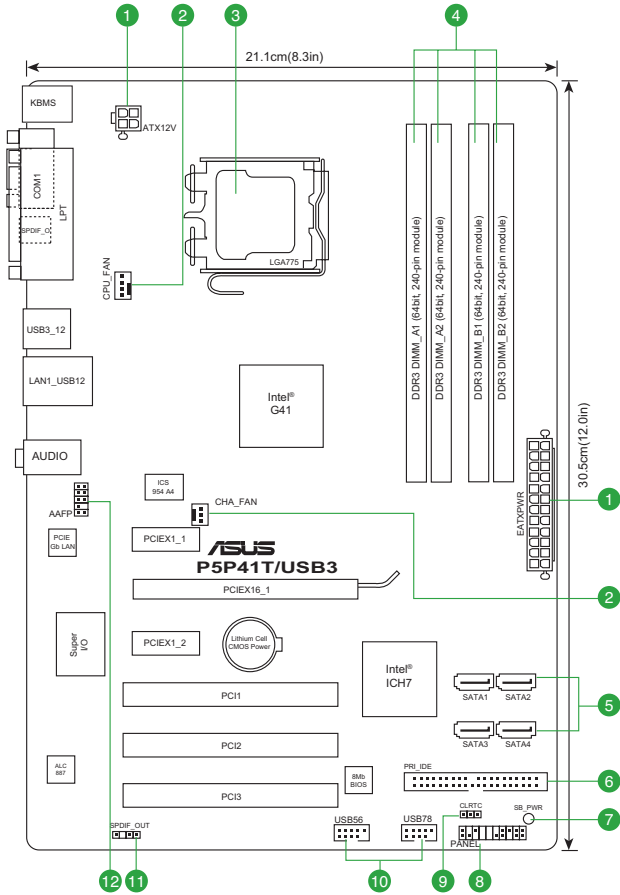 1
2
3
4
21.1cm(8.3in)
KBMS
ATX12V
COM1
LPT
SPDIF_O
CPU_FAN
LGA775
DDR3 DIMM_A1 (64bit, 240-pin module)
DDR3 DIMM_A2 (64bit, 240-pin module)
DDR3 DIMM_B1 (64bit, 240-pin module)
DDR3 DIMM_B2 (64bit, 240-pin module)
USB3_12
LAN1_USB12
Intel®
G41
30.5cm(12.0in)
AUDIO
EATXPWR
1
ICS
954 A4
AAFP
CHA_FAN
PCIE
Gb LAN
PCIEX1_1
ASUS
P5P41T/USB3
PCIEX16_1
2
Super
I/O
PCIEX1_2
Lithium Cell
CMOS Power
Intel®
ICH7
SATA1
SATA2
5
PCI1
SATA3
SATA4
PCI2
ALC
887
8Mb
BIOS
PRI_IDE
6
PCI3
CLRTC
SB_PWR
7
SPDIF_OUT
USB56
USB78
PANEL
12
11
10
9
8